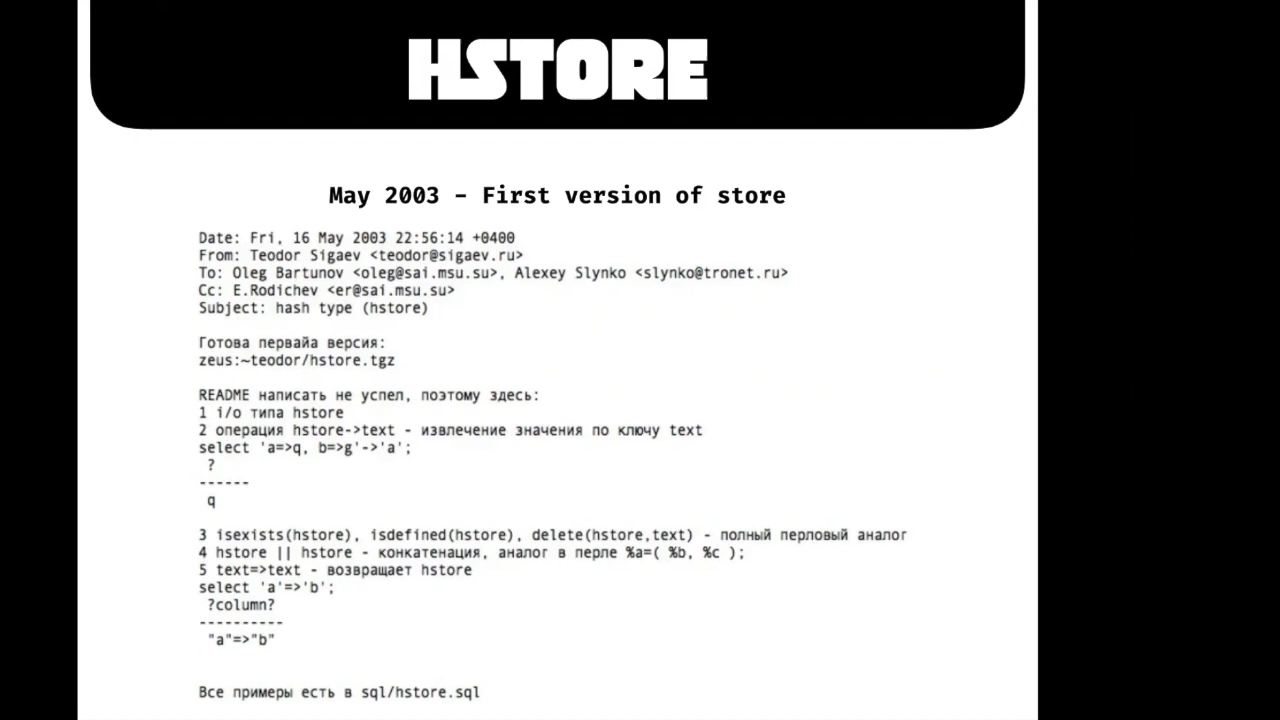 HSTORE
May 2003 – First version of store
Date: Fri, 16 May 2003 22:56:14 +0400
From: Teodor Sigaev <teodor@sigaev.ru>
To: Oleg Bartunov <oleg@sai.msu.su>, Alexey Slynko <slynko@tronet.ru>
Cc: E.Rodichev <er@sai.msu.su>
Subject: hash type (hstore)
Готова первайа версия:
zeus:~teodor/hstore.tgz
README написать не успел, поэтому здесь:
1 i/o типа hstore
2 операция hstore->text - извлечение значения по ключу text
select 'a=>q, b=>g'->'a';
?
------
q
3 isexists(hstore), isdefined(hstore), delete(hstore,text) - полный перловый аналог
4 hstore || hstore - конкатенация, аналог в перле %a=( %b, %c );
5 text=>text - возвращает hstore
select 'a'=>'b';
?column?
----------
"a"=>"b"
Все примеры есть в sql/hstore.sql